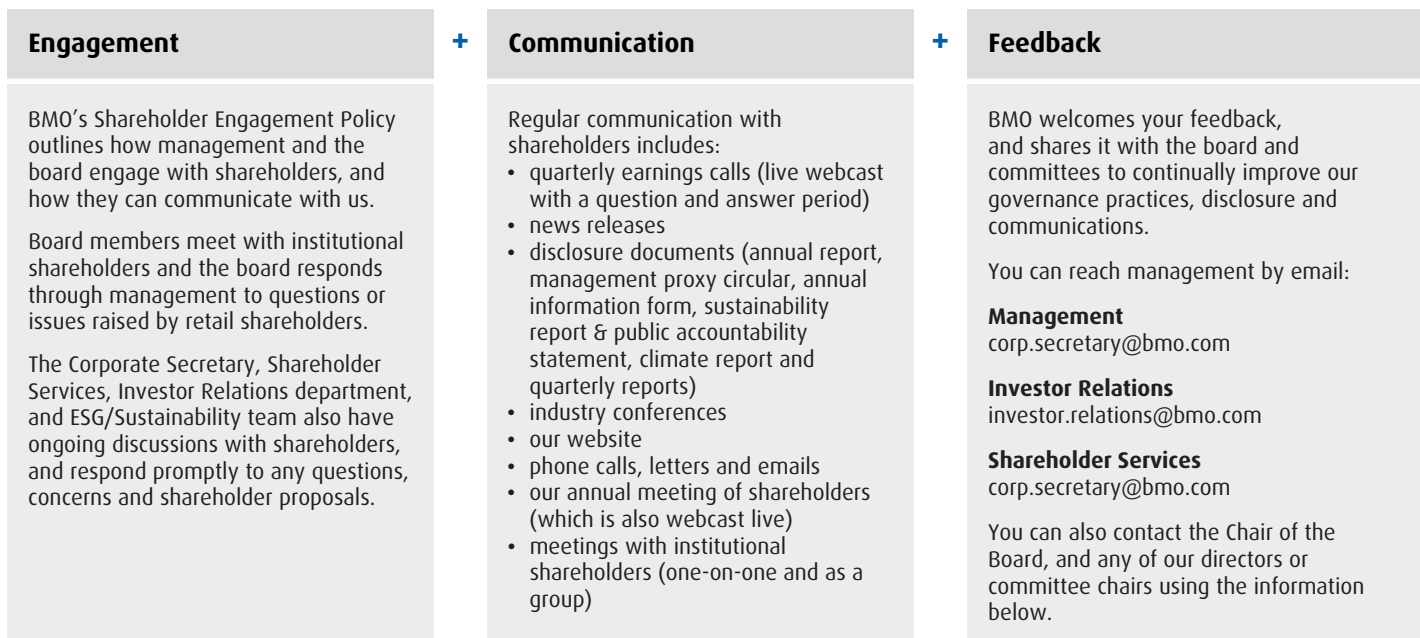 Engagement
BMO's Shareholder Engagement Policy
outlines how management and the
board engage with shareholders, and
how they can communicate with us.
Board members meet with institutional
shareholders and the board responds
through management to questions or
issues raised by retail shareholders.
The Corporate Secretary, Shareholder
Services, Investor Relations department,
and ESG/Sustainability team also have
ongoing discussions with shareholders,
and respond promptly to any questions,
concerns and shareholder proposals.
+
Communication
Regular communication with
shareholders includes:
• quarterly earnings calls (live webcast
with a question and answer period)
• news releases
• disclosure documents (annual report,
management proxy circular, annual
information form, sustainability
report & public accountability
statement, climate report and
quarterly reports)
• industry conferences
• our website
• phone calls, letters and emails
• our annual meeting of shareholders
(which is also webcast live)
• meetings with institutional
shareholders (one-on-one and as a
group)
+
Feedback
BMO welcomes your feedback,
and shares it with the board and
committees to continually improve our
governance practices, disclosure and
communications.
You can reach management by email:
Management
corp.secretary@bmo.com
Investor Relations
investor.relations@bmo.com
Shareholder Services
corp.secretary@bmo.com
You can also contact the Chair of the
Board, and any of our directors or
committee chairs using the information
below.